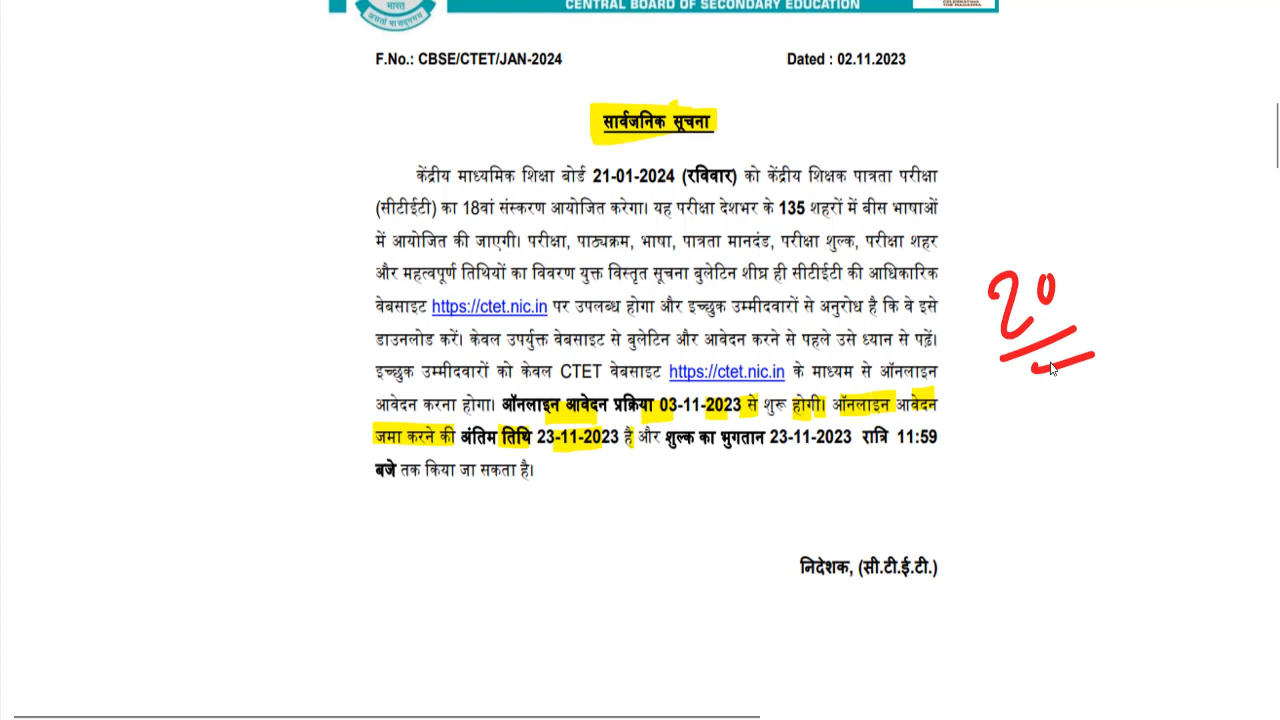 भारत
असतो मा सद्गमय
CENTRAL BOARD OF SECONDARY EDUCATION
F.No.: CBSE/CTET/JAN-2024 Dated : 02.11.2023
सार्वजनिक सूचना
केंद्रीय माध्यमिक शिक्षा बोर्ड 21-01-2024 (रविवार) को केंद्रीय शिक्षक पात्रता परीक्षा
(सीटीईटी) का 18वां संस्करण आयोजित करेगा। यह परीक्षा देशभर के 135 शहरों में बीस भाषाओं
में आयोजित की जाएगी। परीक्षा, पाठ्यक्रम, भाषा, पात्रता मानदंड, परीक्षा शुल्क, परीक्षा शहर
और महत्वपूर्ण तिथियों का विवरण युक्त विस्तृत सूचना बुलेटिन शीघ्र ही सीटीईटी की आधिकारिक
वेबसाइट https://ctet.nic.in पर उपलब्ध होगा और इच्छुक उम्मीदवारों से अनुरोध है कि वे इसे
डाउनलोड करें। केवल उपर्युक्त वेबसाइट से बुलेटिन और आवेदन करने से पहले उसे ध्यान से पढ़ें।
इच्छुक उम्मीदवारों को केवल CTET वेबसाइट https://ctet.nic.in के माध्यम से ऑनलाइन
आवेदन करना होगा। ऑनलाइन आवेदन प्रक्रिया 03-11-2023 से शुरू होगी। ऑनलाइन आवेदन
जमा करने की अंतिम तिथि 23-11-2023 है और शुल्क का भुगतान 23-11-2023 रात्रि 11:59
बजे तक किया जा सकता है।
20
निदेशक, (सी.टी.ई.टी.)